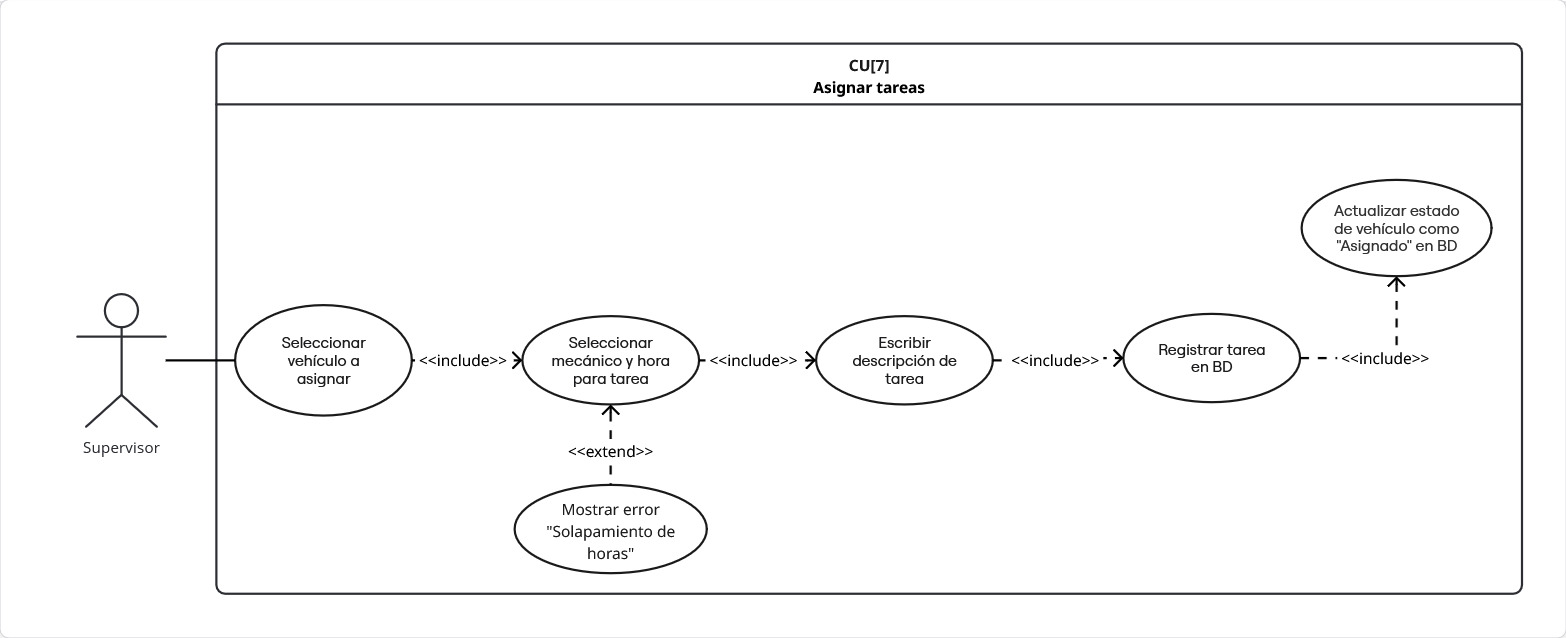 CU[7]
Asignar tareas
Actualizar estado
de vehículo como
"Asignado" en BD
Seleccionar
vehículo a
asignar
<<include>>
Seleccionar
mecánico y hora
para tarea
<<include>>
Escribir
descripción de
tarea
<<include>>
Registrar tarea
en BD
<<include>>
Supervisor
<<extend>>
Mostrar error
"Solapamiento de
horas"